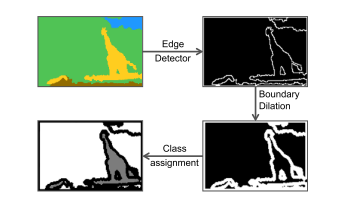 Edge
Detector
Boundary
Dilation
Class
assignment